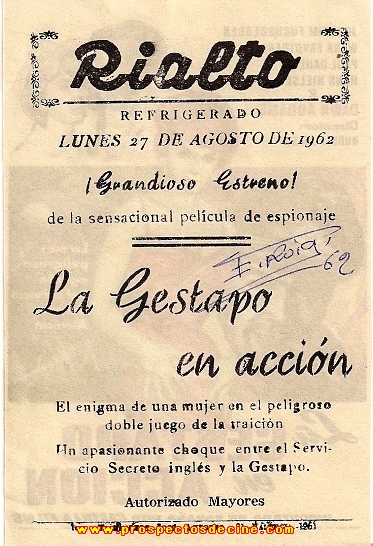 Rialto
REFRIGERADO
LUNES 27 DE AGOSTO DE 1962
¡Grandioso Estreno!
de la sensacional película de espionaje
62
La Gestapo
en acción
El enigma de una mujer en el peligroso
doble juego de la traición
Un apasionante choque entre el Servi-
cio Secreto inglés y la Gestapo.
Autorizado Mayores
www.prospectosdecine.com
1961